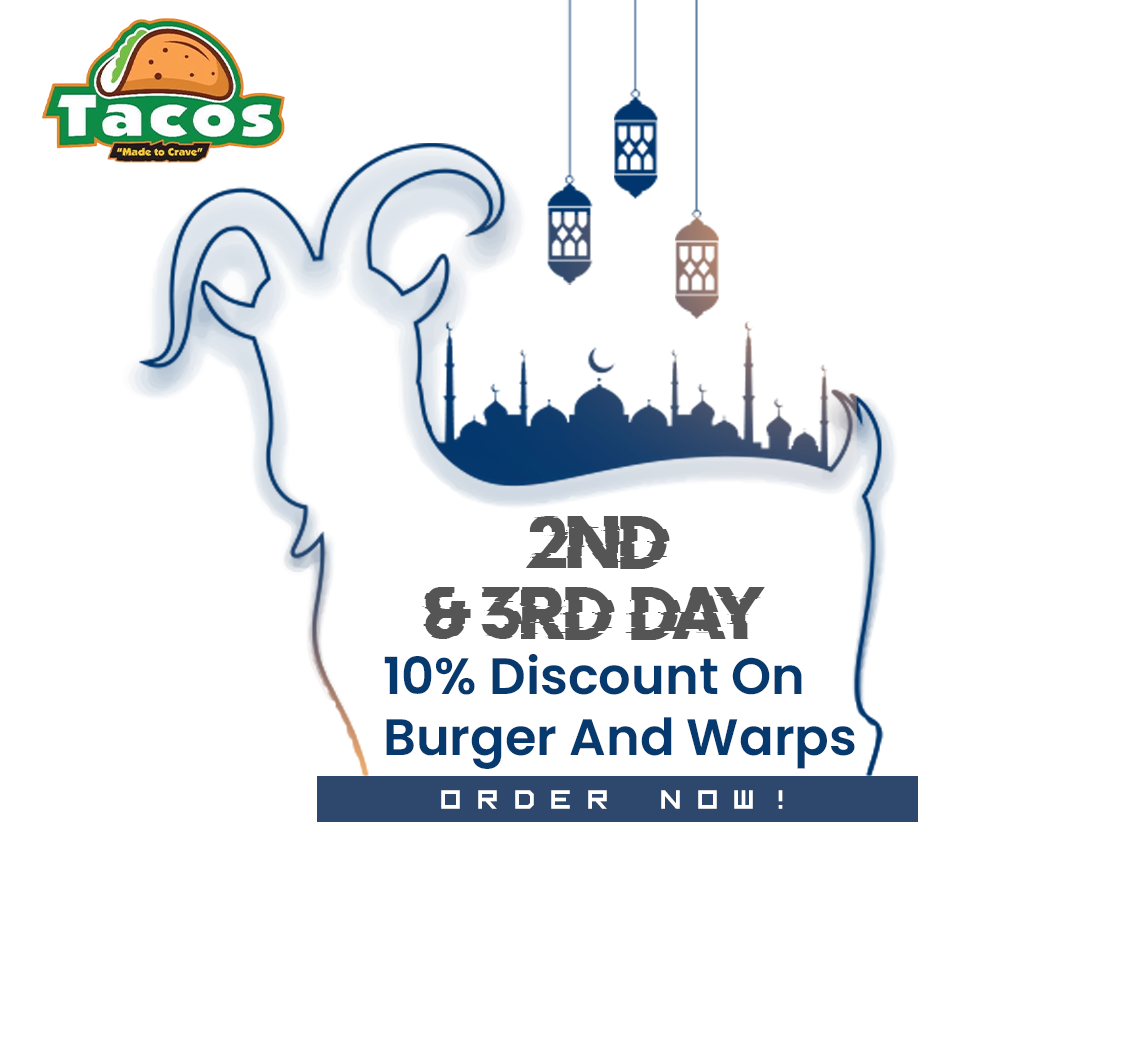 Tacos
"Made to Crave"
2ND
& 3RD DAY
10% Discount On
Burger And Warps
ORDER NOW!